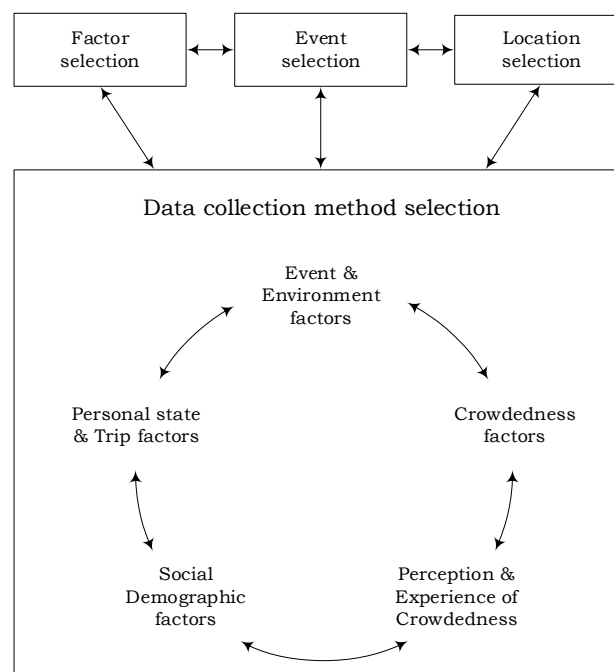 Factor
selection
Event
selection
Location
selection
Data collection method selection
Event &
Environment
factors
Personal state
& Trip factors
Crowdedness
factors
Social
Demographic
factors
Perception &
Experience of
Crowdedness